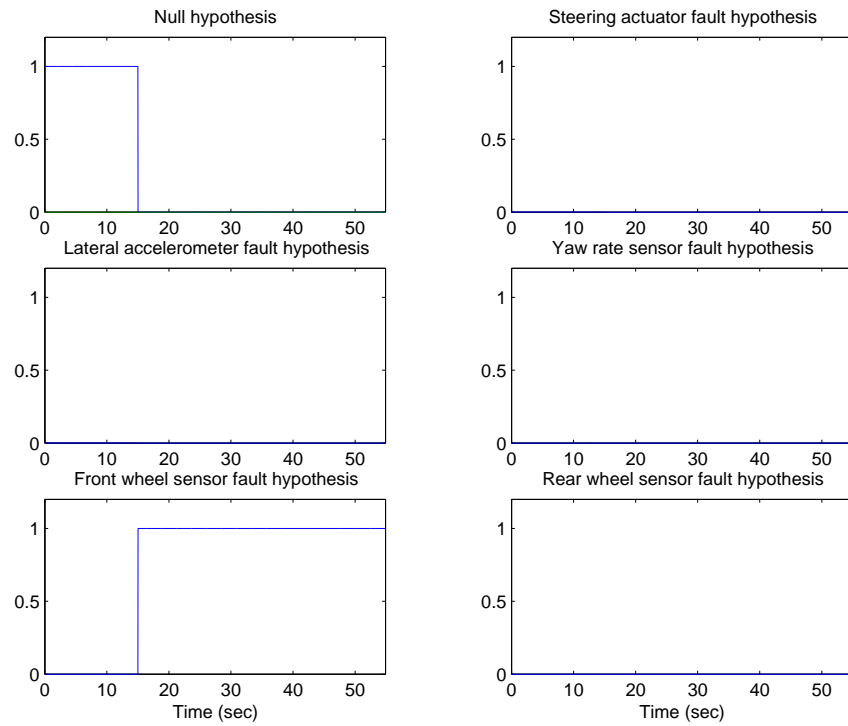 Null hypothesis
1
0.5
0
0 10 20 30 40 50
Steering actuator fault hypothesis
1
0.5
0
0 10 20 30 40 50
Lateral accelerometer fault hypothesis
1
0.5
0
0 10 20 30 40 50
Yaw rate sensor fault hypothesis
1
0.5
0
0 10 20 30 40 50
Front wheel sensor fault hypothesis
1
0.5
0
0 10 20 30 40 50
Time (sec)
Rear wheel sensor fault hypothesis
1
0.5
0
0 10 20 30 40 50
Time (sec)